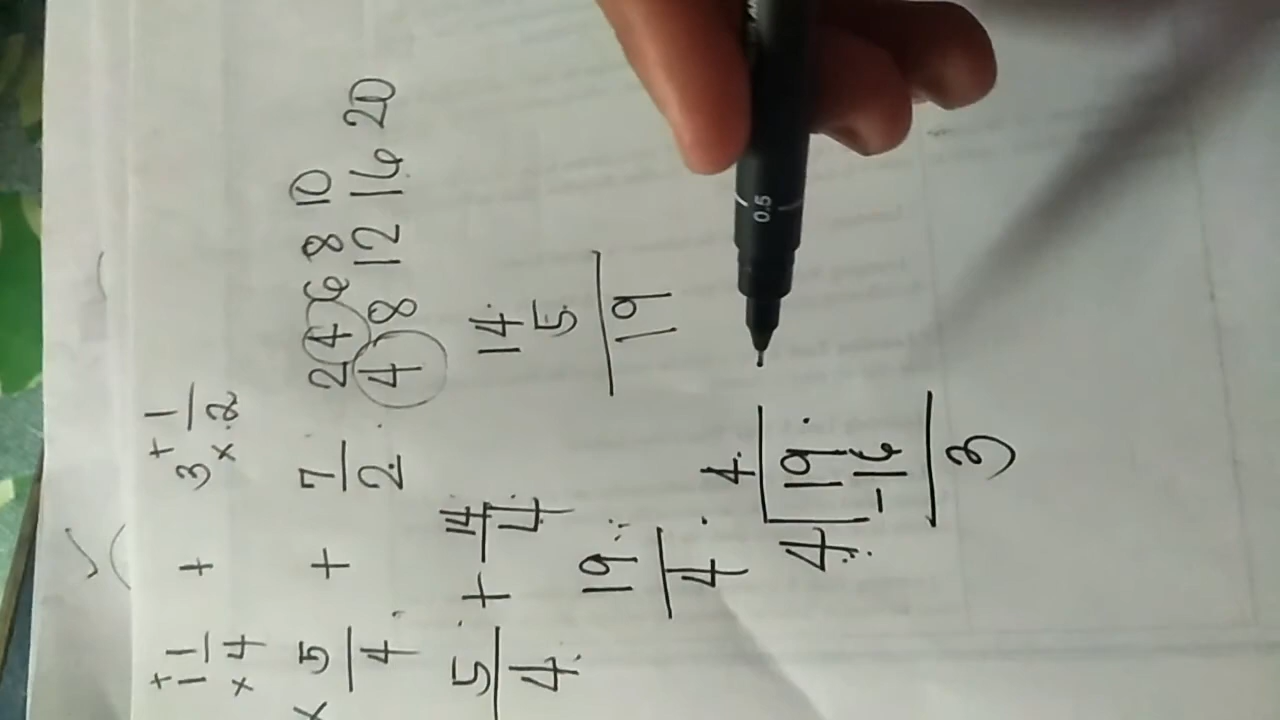 + 1 1/4 × + 3 + 1/2 ×
× 5/4 + 7/2 2 4 6 8 10
4 8 12 16 20
5/4 + 14/4 14
5
19/4 19
4
4 19
-16
3
0.5